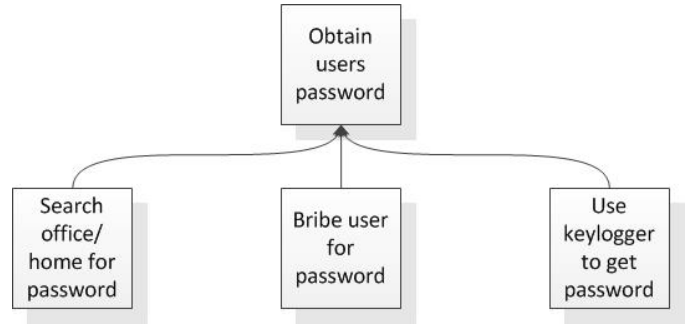 Obtain
users
password
Search
office/
home for
password
Bribe user
for
password
Use
keylogger
to get
password